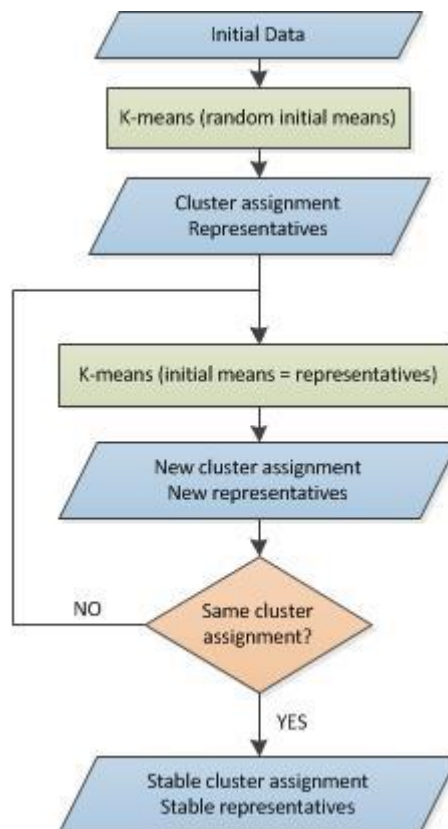 Initial Data
K-means (random initial means)
Cluster assignment
Representatives
K-means (initial means = representatives)
New cluster assignment
New representatives
Same cluster
assignment?
NO
YES
Stable cluster assignment
Stable representatives